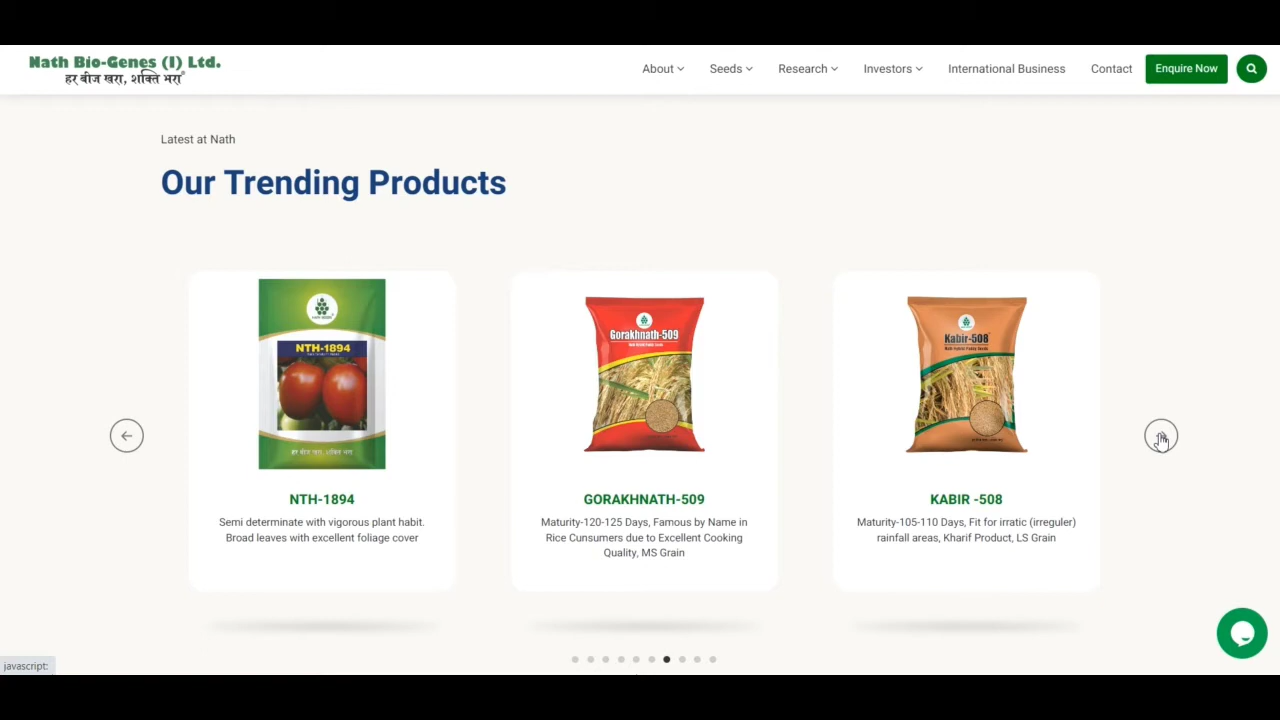 Nath Bio-Genes (I) Ltd.
हर बीज खरा, शक्ति भरा®
About Seeds Research Investors International Business Contact Enquire Now
Latest at Nath
Our Trending Products
NTH-1894
हर बीज खरा, शक्ति भरा
Gorakhnath-509
Kabir-508
NTH-1894
Semi determinate with vigorous plant habit.
Broad leaves with excellent foliage cover
GORAKHNATH-509
Maturity-120-125 Days, Famous by Name in
Rice Cunsumers due to Excellent Cooking
Quality, MS Grain
KABIR -508
Maturity-105-110 Days, Fit for irratic (irreguler)
rainfall areas, Kharif Product, LS Grain
javascript: